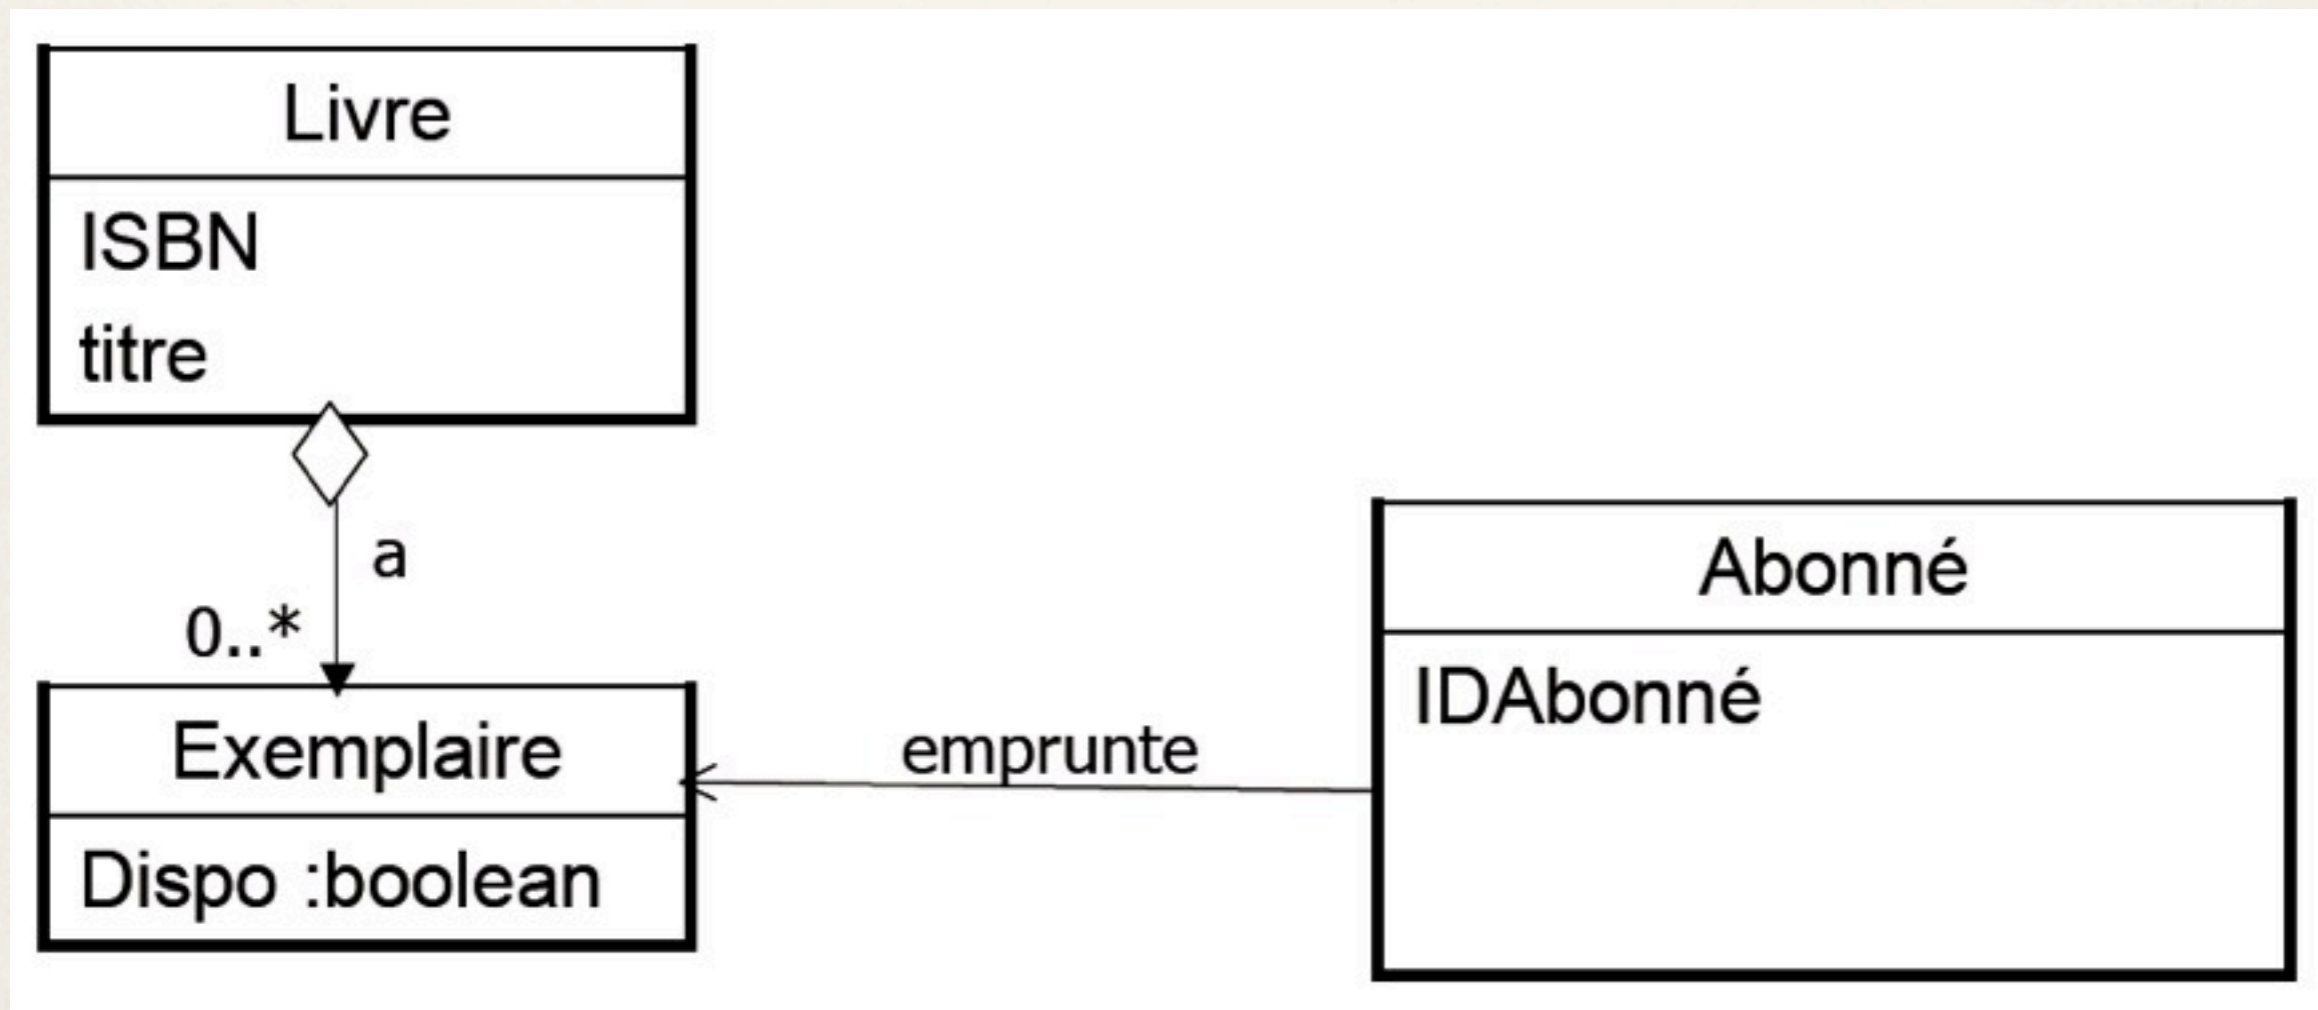 Livre
ISBN
titre
a
0..*
Exemplaire
Dispo :boolean
emprunte
Abonné
IDAbonné